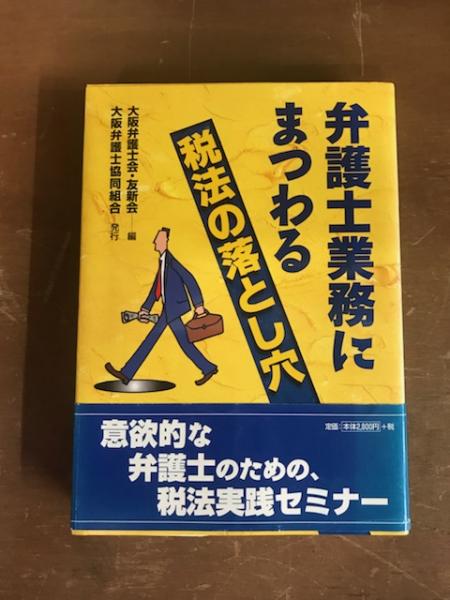 弁護士業務に
まつわる
税法の落とし穴
大阪弁護士会・友新会―編
大阪弁護士協同組合 発行
定価:本体2,800円+税
意欲的な
弁護士のための、
税法実践セミナー